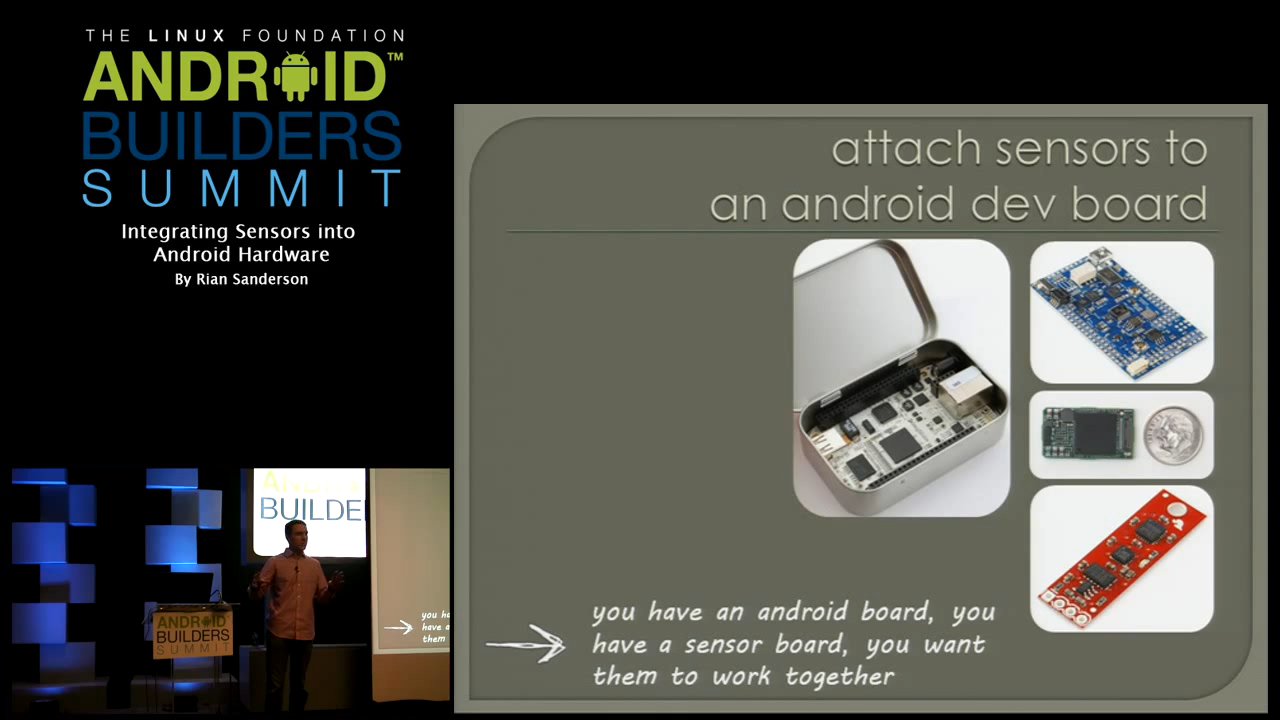 THE LINUX FOUNDATION
ANDROID™
BUILDERS
SUMMIT
Integrating Sensors into
Android Hardware
By Rian Sanderson
attach sensors to
an android dev board
you have an android board, you
have a sensor board, you want
them to work together
BUILDE
ANDROID
BUILDERS
SUMMIT
you ha
have a
them